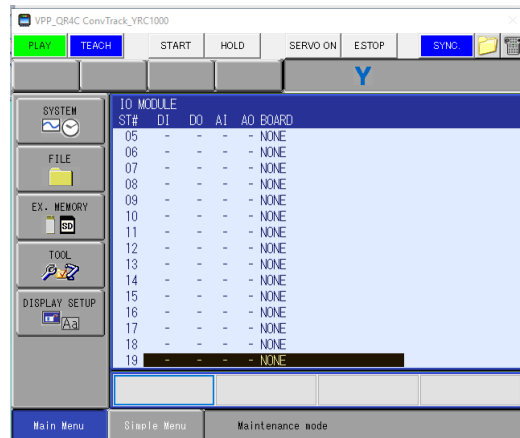 VPP_QR4C ConvTrack_YRC1000
PLAY TEACH START HOLD SERVO ON E.STOP SYNC.
Y
SYSTEM
FILE
EX. MEMORY
SD
TOOL
DISPLAY SETUP
Aa
IO MODULE
ST# DI DO AI AO BOARD
05 - - - - NONE
06 - - - - NONE
07 - - - - NONE
08 - - - - NONE
09 - - - - NONE
10 - - - - NONE
11 - - - - NONE
12 - - - - NONE
13 - - - - NONE
14 - - - - NONE
15 - - - - NONE
16 - - - - NONE
17 - - - - NONE
18 - - - - NONE
19 - - - - NONE
Main Menu Simple Menu Maintenance mode